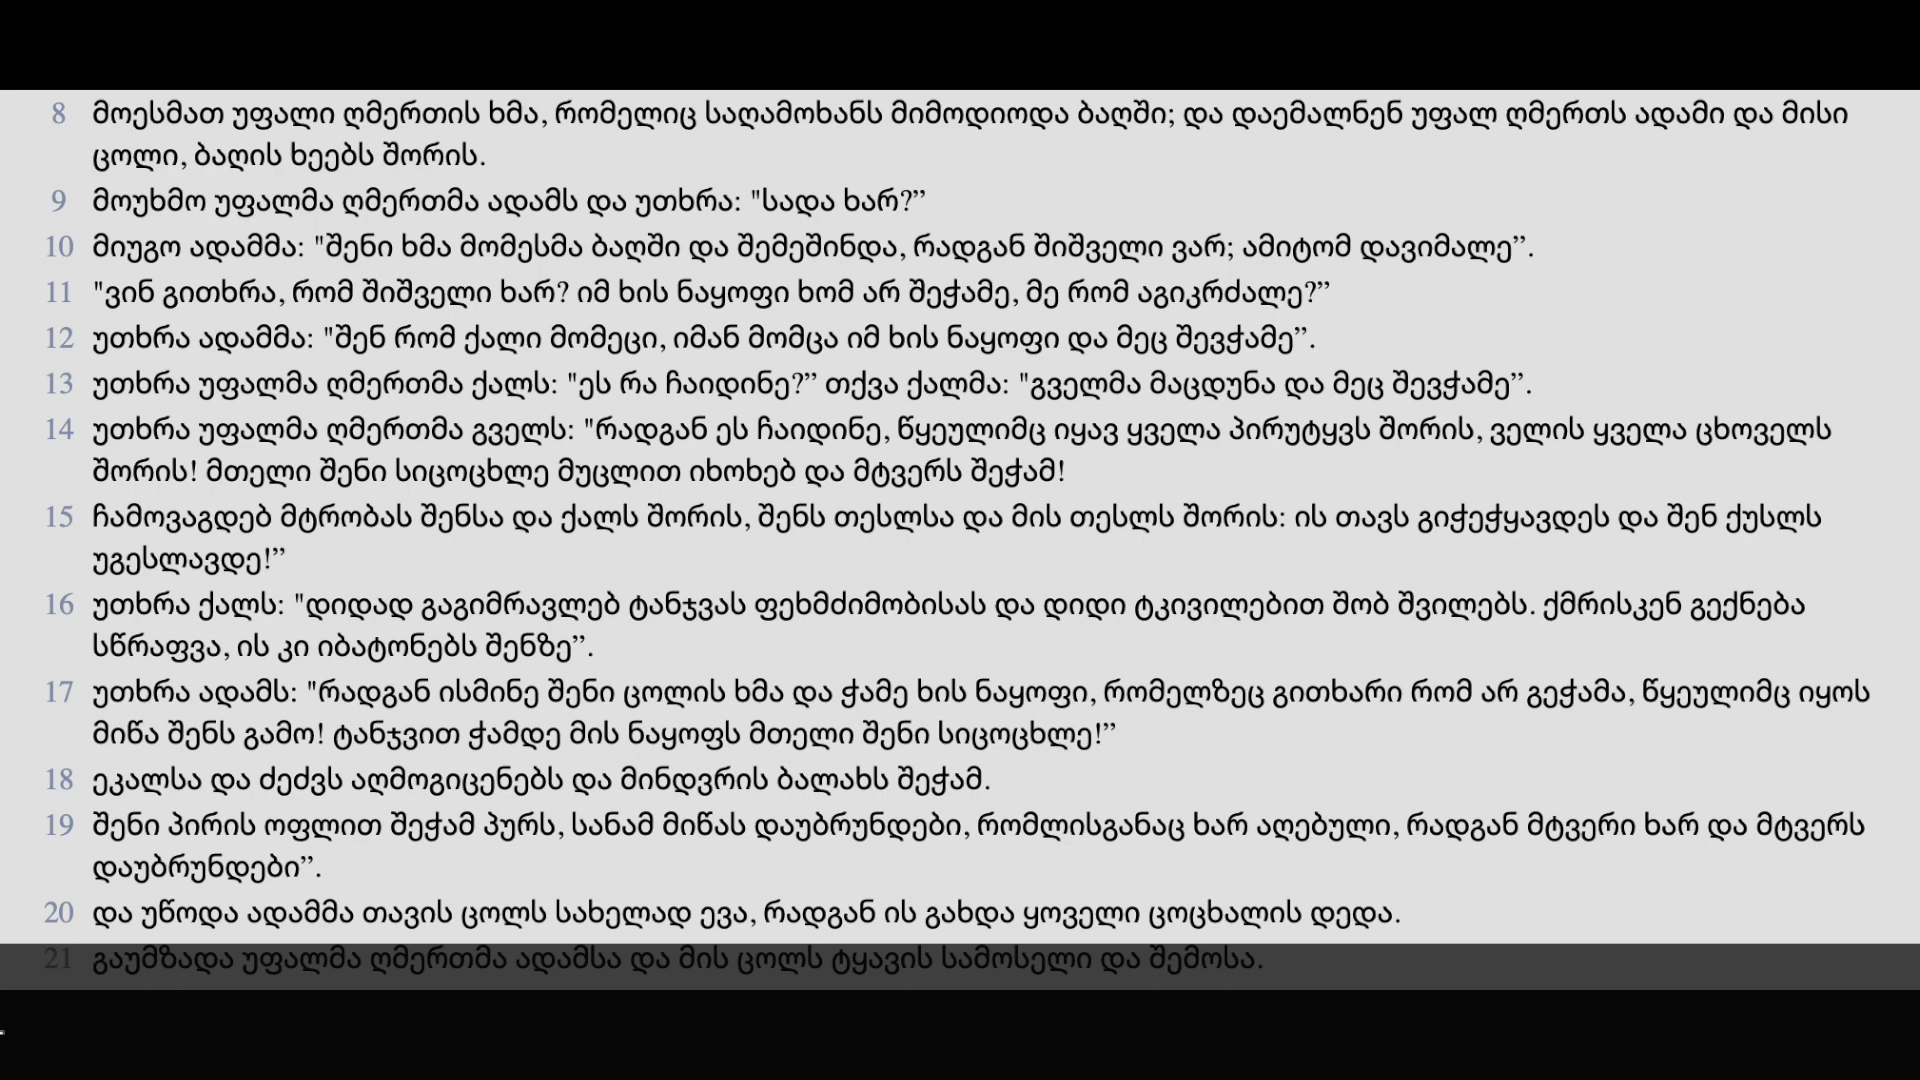 8 მოესმათ უფალი ღმერთის ხმა, რომელიც საღამოხანს მიმოდიოდა ბაღში; და დაემალნენ უფალ ღმერთს ადამი და მისი
ცოლი, ბაღის ხეებს შორის.
9 მოუხმო უფალმა ღმერთმა ადამს და უთხრა: "სადა ხარ?”
10 მიუგო ადამმა: "შენი ხმა მომესმა ბაღში და შემეშინდა, რადგან შიშველი ვარ; ამიტომ დავიმალე”.
11 "ვინ გითხრა, რომ შიშველი ხარ? იმ ხის ნაყოფი ხომ არ შეჭამე, მე რომ აგიკრძალე?”
12 უთხრა ადამმა: "შენ რომ ქალი მომეცი, იმან მომცა იმ ხის ნაყოფი და მეც შევჭამე”.
13 უთხრა უფალმა ღმერთმა ქალს: "ეს რა ჩაიდინე?” თქვა ქალმა: "გველმა მაცდუნა და მეც შევჭამე”.
14 უთხრა უფალმა ღმერთმა გველს: "რადგან ეს ჩაიდინე, წყეულიმც იყავ ყველა პირუტყვს შორის, ველის ყველა ცხოველს
შორის! მთელი შენი სიცოცხლე მუცლით იხოხებ და მტვერს შეჭამ!
15 ჩამოვაგდებ მტრობას შენსა და ქალს შორის, შენს თესლსა და მის თესლს შორის: ის თავს გიჭეჭყავდეს და შენ ქუსლს
უგესლავდე!”
16 უთხრა ქალს: "დიდად გაგიმრავლებ ტანჯვას ფეხმძიმობისას და დიდი ტკივილებით შობ შვილებს. ქმრისკენ გექნება
სწრაფვა, ის კი იბატონებს შენზე”.
17 უთხრა ადამს: "რადგან ისმინე შენი ცოლის ხმა და ჭამე ხის ნაყოფი, რომელზეც გითხარი რომ არ გეჭამა, წყეულიმც იყოს
მიწა შენს გამო! ტანჯვით ჭამდე მის ნაყოფს მთელი შენი სიცოცხლე!”
18 ეკალსა და ძეძვს აღმოგიცენებს და მინდვრის ბალახს შეჭამ.
19 შენი პირის ოფლით შეჭამ პურს, სანამ მიწას დაუბრუნდები, რომლისგანაც ხარ აღებული, რადგან მტვერი ხარ და მტვერს
დაუბრუნდები”.
20 და უწოდა ადამმა თავის ცოლს სახელად ევა, რადგან ის გახდა ყოველი ცოცხალის დედა.
21 გაუმზადა უფალმა ღმერთმა ადამსა და მის ცოლს ტყავის სამოსელი და შემოსა.